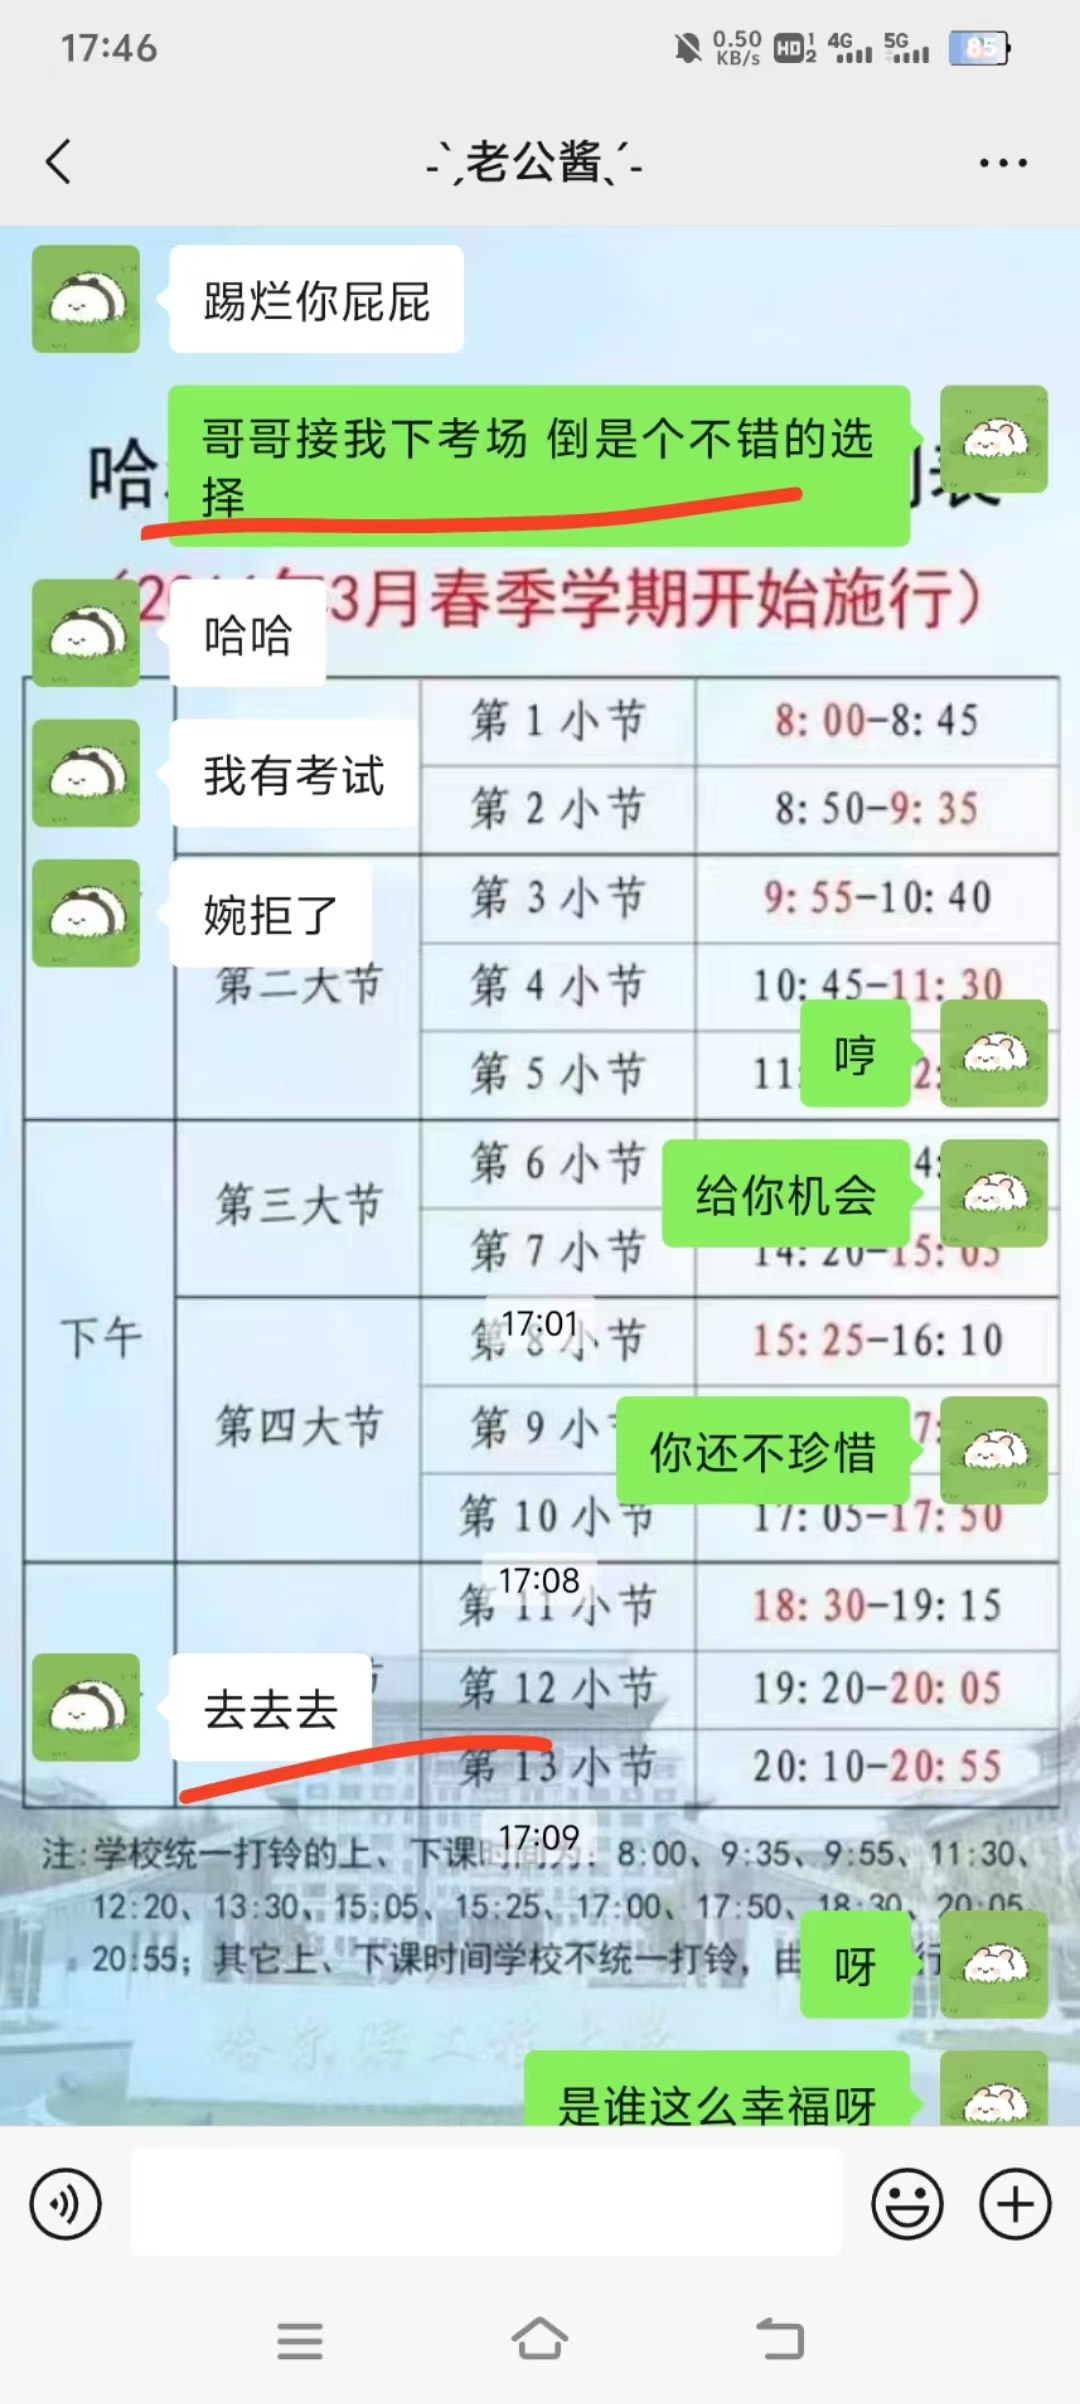 17:46
0.50 KB/s HD 1 2 4G 5G 85
-`ˏ老公酱ˎ´-
踢烂你屁屁
哥哥接我下考场 倒是个不错的选
择
哈 表
3月春季学期开始施行）
哈哈
第 1 小节 8: 00-8: 45
我有考试
第 2 小节 8: 50-9: 35
婉拒了
第 3 小节 9: 55-10: 40
第二大节 第 4 小节 10: 45-11: 30
哼
第 5 小节 11:
第三大节 第 6 小节
给你机会
第 7 小节 14: 20-15: 05
17:01
下午 第 8 小节 15: 25-16: 10
第四大节 第 9 小
你还不珍惜
第 10 小节 17: 05-17: 50
17:08
第 11 小节 18: 30-19: 15
第 12 小节 19: 20-20: 05
去去去
第 13 小节 20: 10-20: 55
17:09
注:学校统一打铃的上、下课时间为: 8:00、9:35、9:55、11:30、
12:20、13:30、15:05、15:25、17:00、17:50、18:30、20:05、
20:55; 其它上、下课时间学校不统一打铃, 由 行
呀
是谁这么幸福呀